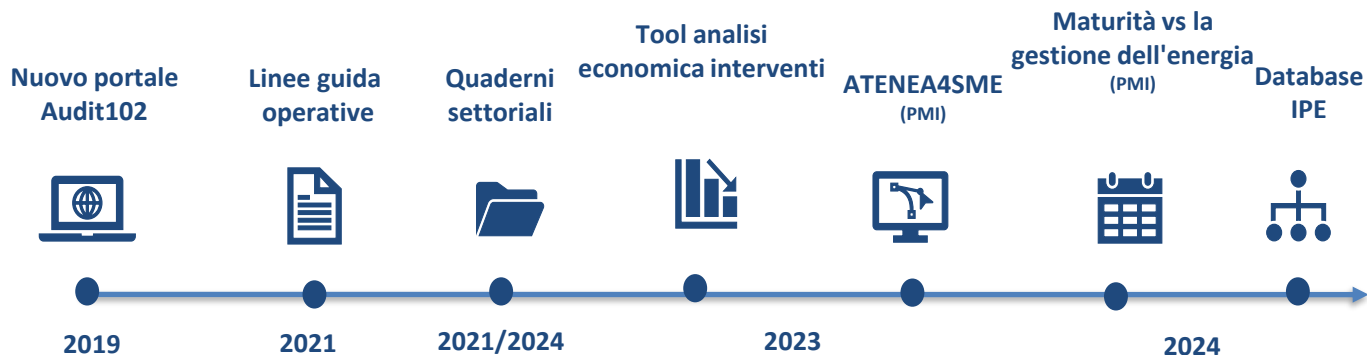 Nuovo portale
Audit102
Linee guida
operative
Quaderni
settoriali
Tool analisi
economica interventi
ATENEA4SME
(PMI)
Maturità vs la
gestione dell'energia
(PMI)
Database
IPE
2019
2021
2021/2024
2023
2024